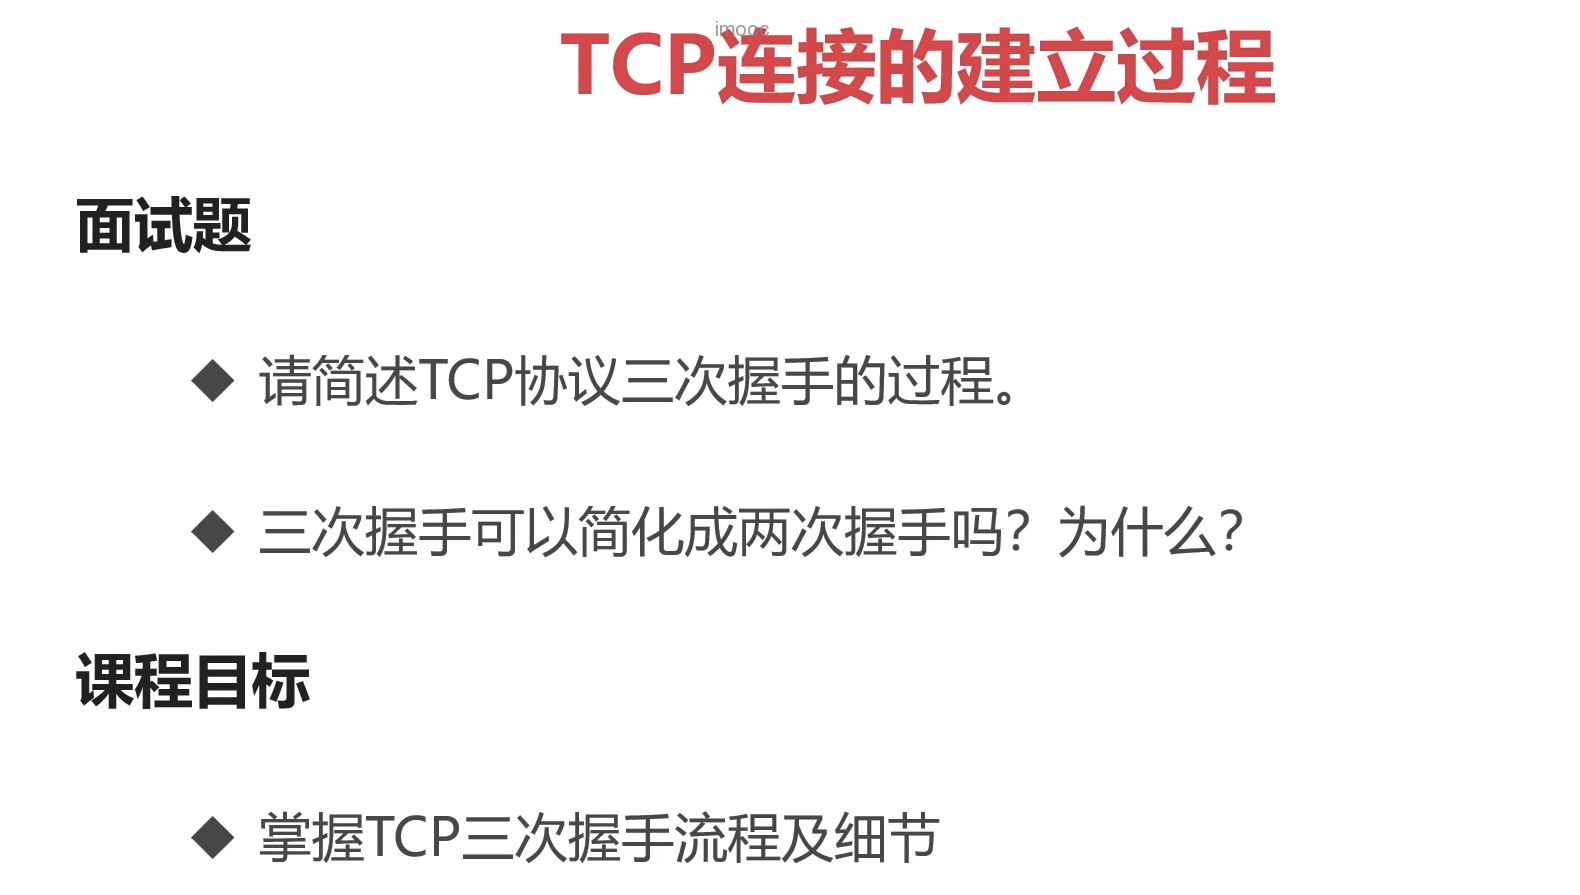 imooc
TCP连接的建立过程
面试题
◆ 请简述TCP协议三次握手的过程。
◆ 三次握手可以简化成两次握手吗？为什么？
课程目标
◆ 掌握TCP三次握手流程及细节